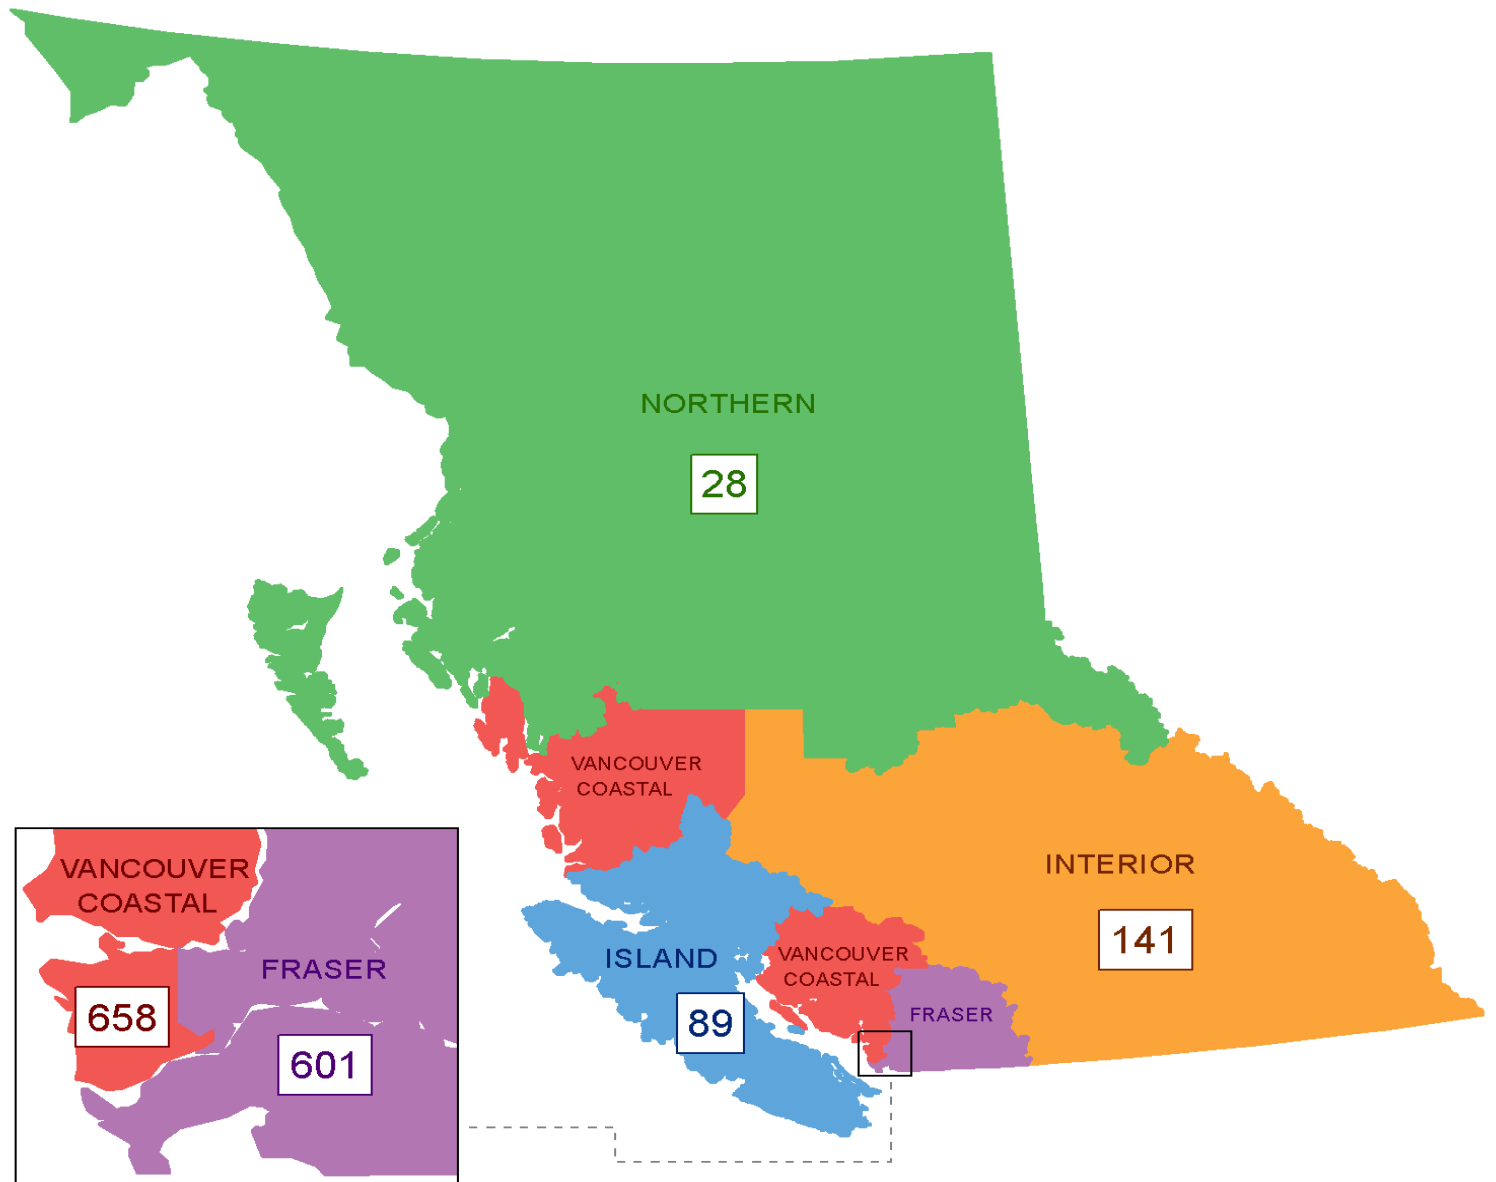 NORTHERN
28
VANCOUVER
COASTAL
INTERIOR
141
ISLAND
89
VANCOUVER
COASTAL
FRASER
VANCOUVER
COASTAL
FRASER
658
601